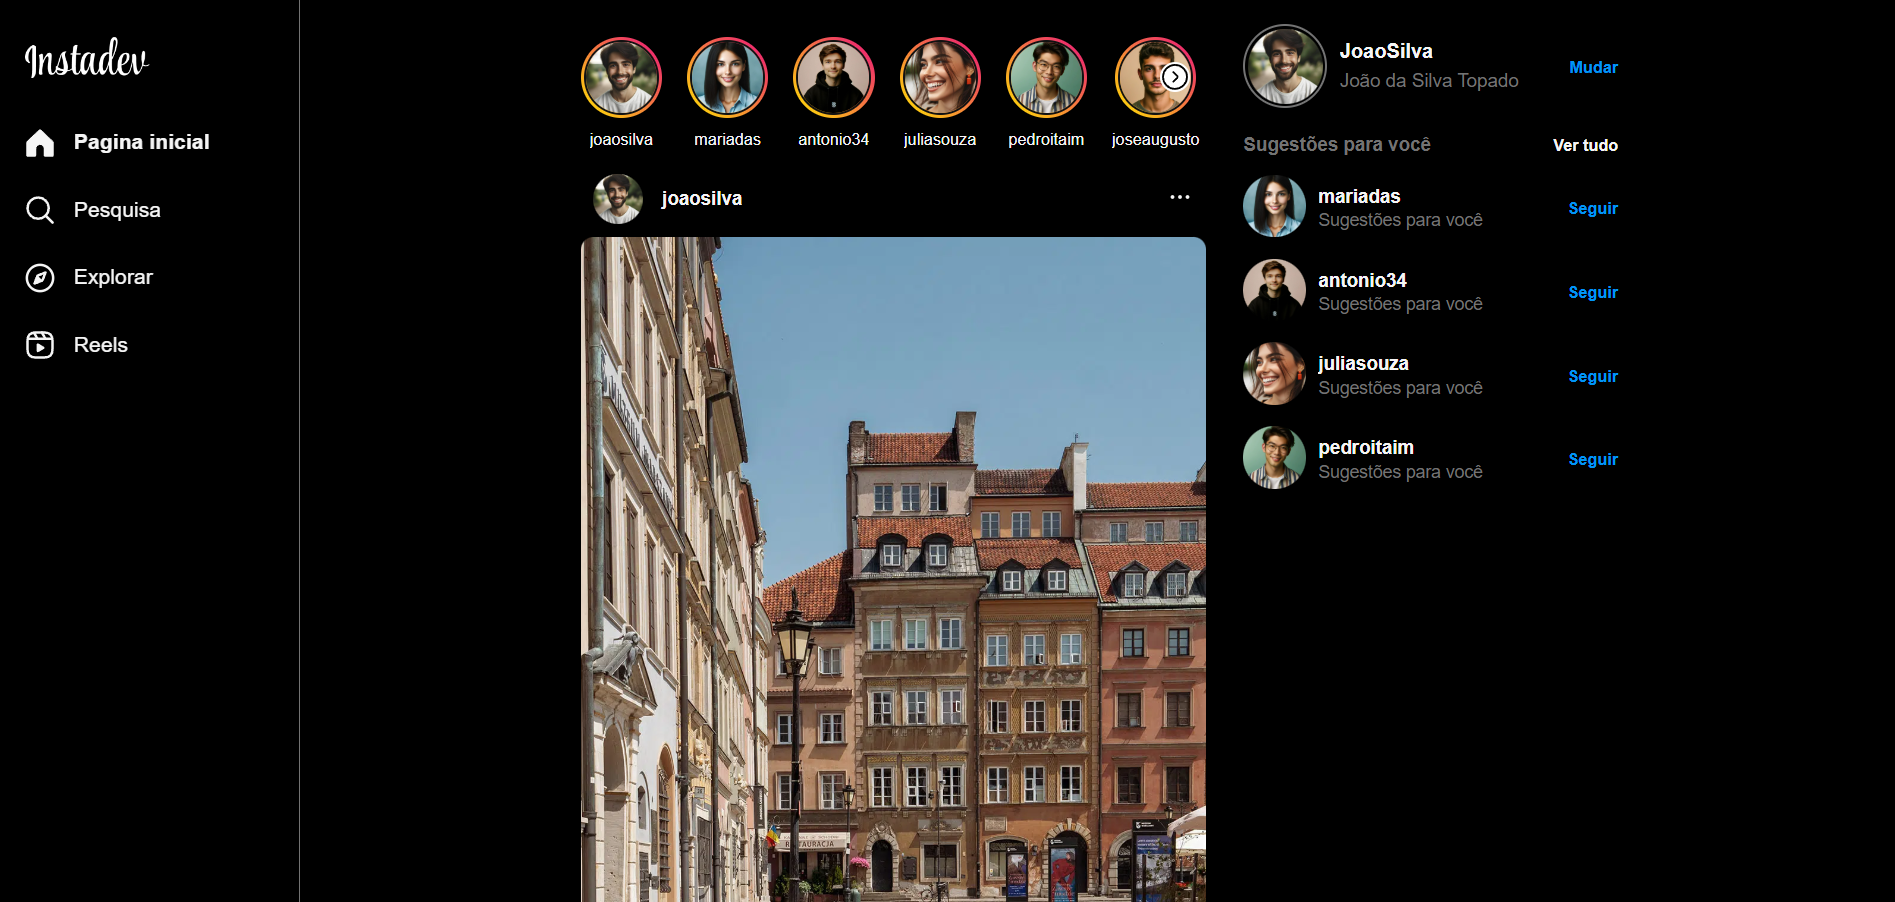 Instadev
Pagina inicial
Pesquisa
Explorar
Reels
joaosilva
mariadas
antonio34
juliasouza
pedroitaim
joseaugusto
joaosilva
RESTAURACJA
JoaoSilva
João da Silva Topado
Mudar
Sugestões para você
Ver tudo
mariadas
Sugestões para você
Seguir
antonio34
Sugestões para você
Seguir
juliasouza
Sugestões para você
Seguir
pedroitaim
Sugestões para você
Seguir